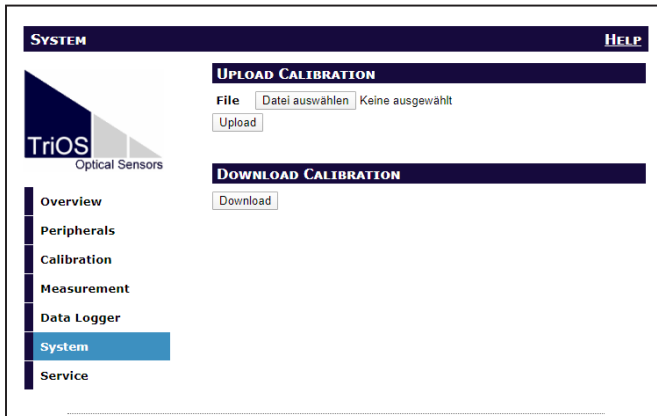 SYSTEM HELP
UPLOAD CALIBRATION
File Datei auswählen Keine ausgewählt
Upload
TriOS
Optical Sensors
DOWNLOAD CALIBRATION
Download
Overview
Peripherals
Calibration
Measurement
Data Logger
System
Service